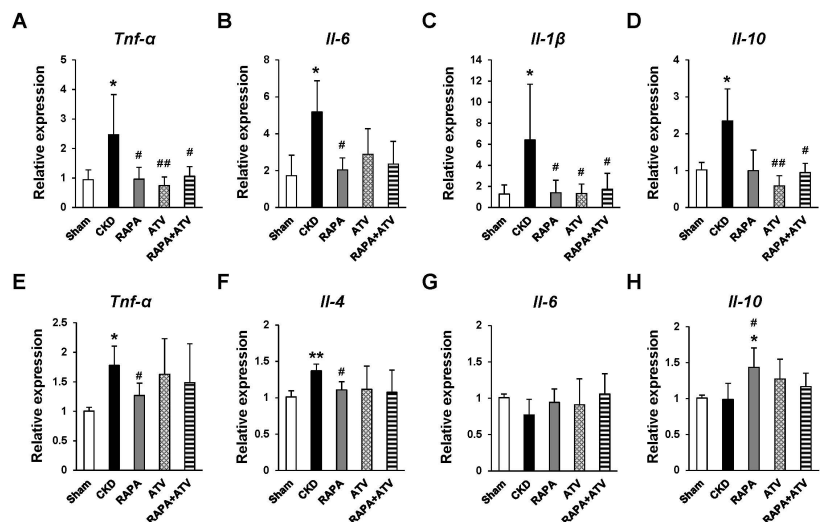 A
Tnf-α
Relative expression
5
4
3
2
1
0
*
#
##
#
Sham
CKD
RAPA
ATV
RAPA+ATV
B
Il-6
Relative expression
8
6
4
2
0
*
#
Sham
CKD
RAPA
ATV
RAPA+ATV
C
Il-1β
Relative expression
14
12
10
8
6
4
2
0
*
#
#
#
Sham
CKD
RAPA
ATV
RAPA+ATV
D
Il-10
Relative expression
4
3
2
1
0
*
##
#
Sham
CKD
RAPA
ATV
RAPA+ATV
E
Tnf-α
Relative expression
2.5
2
1.5
1
0.5
0
*
#
Sham
CKD
RAPA
ATV
RAPA+ATV
F
Il-4
Relative expression
2
1.5
1
0.5
0
**
#
Sham
CKD
RAPA
ATV
RAPA+ATV
G
Il-6
Relative expression
2
1.5
1
0.5
0
Sham
CKD
RAPA
ATV
RAPA+ATV
H
Il-10
Relative expression
2
1.5
1
0.5
0
#
*
Sham
CKD
RAPA
ATV
RAPA+ATV